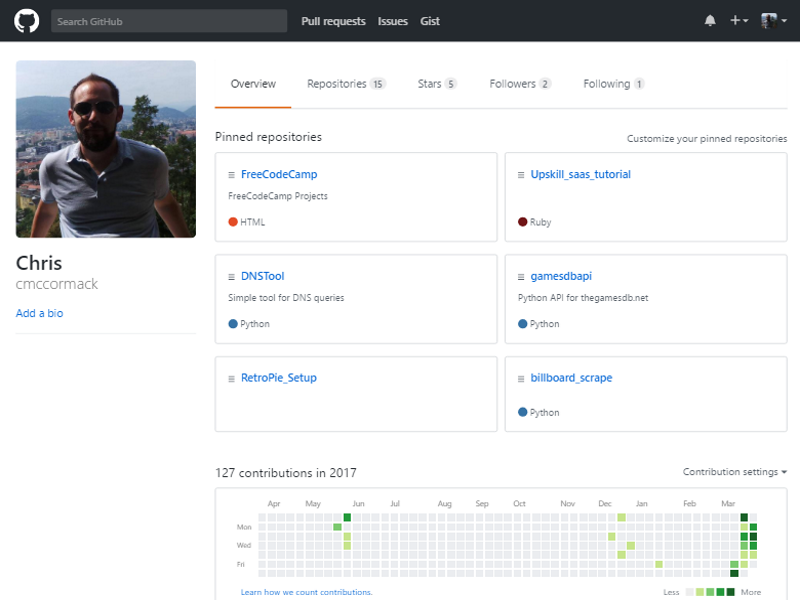 Search GitHub Pull requests Issues Gist
Overview Repositories 15 Stars 5 Followers 2 Following 1
Pinned repositories Customize your pinned repositories
FreeCodeCamp
FreeCodeCamp Projects
HTML
Upskill_saas_tutorial
Ruby
DNSTool
Simple tool for DNS queries
Python
gamesdbapi
Python API for thegamesdb.net
Python
RetroPie_Setup
billboard_scrape
Python
Chris
cmccormack
Add a bio
127 contributions in 2017 Contribution settings
Apr May Jun Jul Aug Sep Oct Nov Dec Jan Feb Mar
Mon
Wed
Fri
Learn how we count contributions. Less More